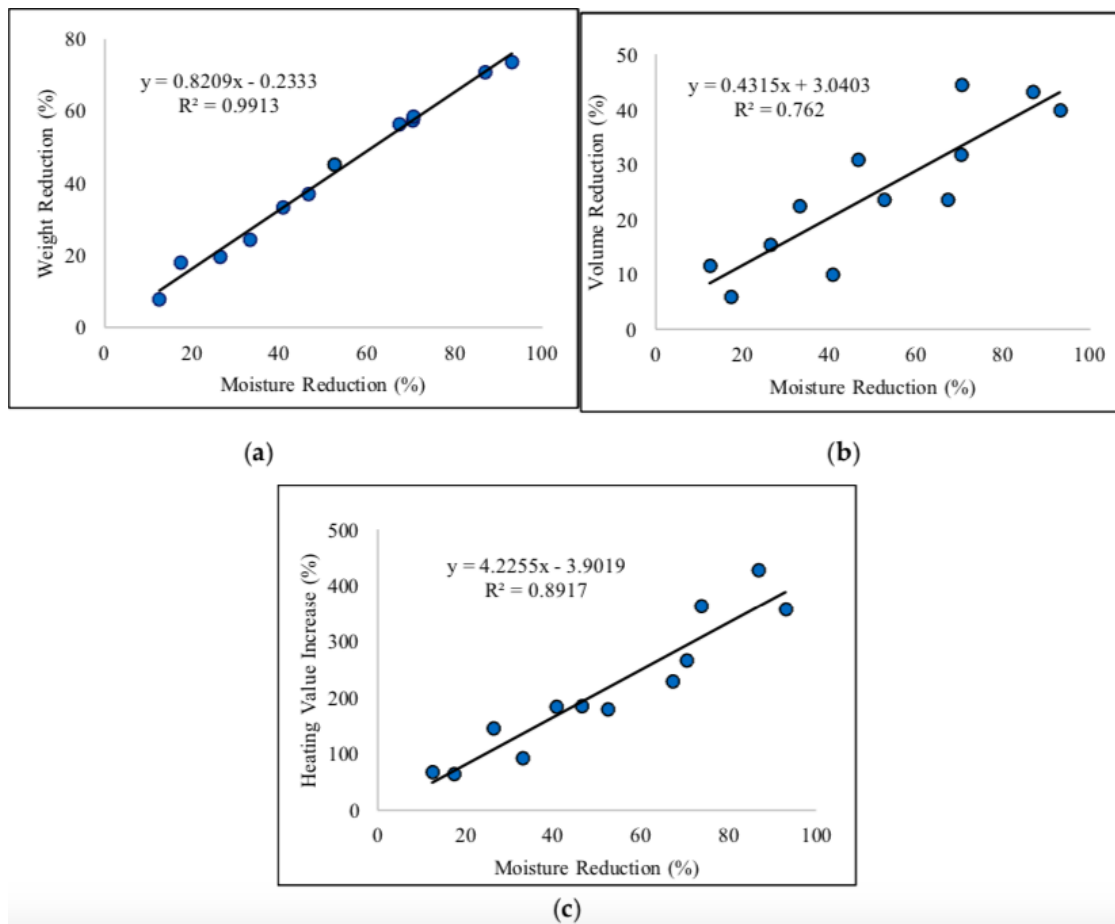 80
60
40
20
0
Weight Reduction (%)
y = 0.8209x - 0.2333
R² = 0.9913
0 20 40 60 80 100
Moisture Reduction (%)
(a)
50
40
30
20
10
0
Volume Reduction (%)
y = 0.4315x + 3.0403
R² = 0.762
0 20 40 60 80 100
Moisture Reduction (%)
(b)
500
400
300
200
100
0
Heating Value Increase (%)
y = 4.2255x - 3.9019
R² = 0.8917
0 20 40 60 80 100
Moisture Reduction (%)
(c)